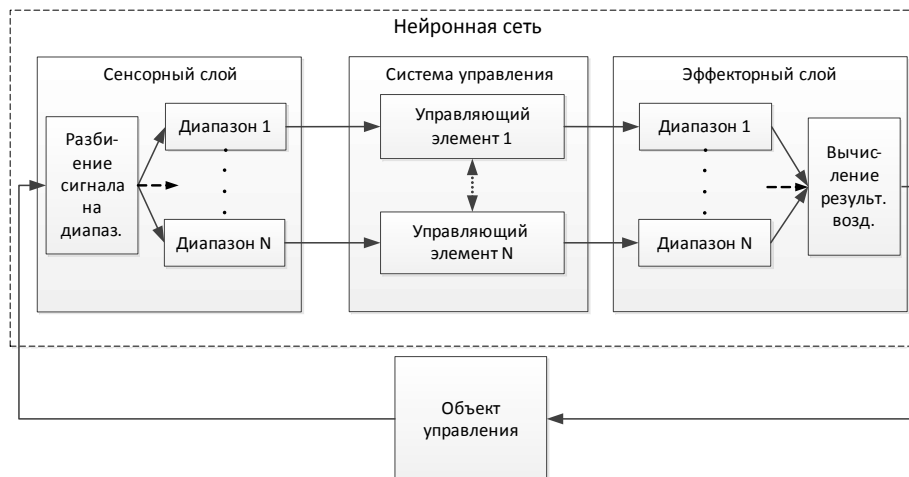 Нейронная сеть
Сенсорный слой
Разби-
ение
сигнала
на
диапаз.
Диапазон 1
Диапазон N
Система управления
Управляющий
элемент 1
Управляющий
элемент N
Эффекторный слой
Диапазон 1
Диапазон N
Вычис-
ление
результ.
возд.
Объект
управления